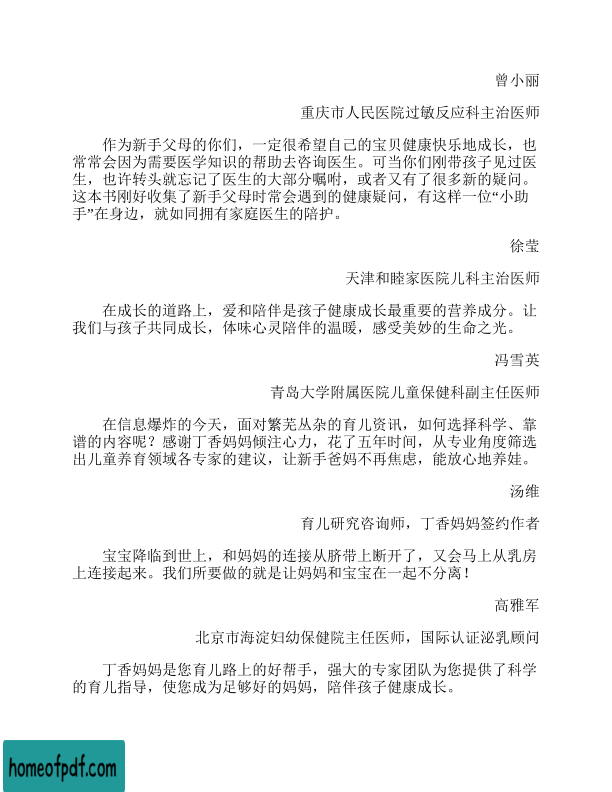 曾小丽
重庆市人民医院过敏反应科主治医师
作为新手父母的你们，一定很希望自己的宝贝健康快乐地成长，也
常常会因为需要医学知识的帮助去咨询医生。可当你们刚带孩子见过医
生，也许转头就忘记了医生的大部分嘱咐，或者又有了很多新的疑问。
这本书刚好收集了新手父母时常会遇到的健康疑问，有这样一位“小助
手”在身边，就如同拥有家庭医生的陪护。
徐莹
天津和睦家医院儿科主治医师
在成长的道路上，爱和陪伴是孩子健康成长最重要的营养成分。让
我们与孩子共同成长，体味心灵陪伴的温暖，感受美妙的生命之光。
冯雪英
青岛大学附属医院儿童保健科副主任医师
在信息爆炸的今天，面对繁芜丛杂的育儿资讯，如何选择科学、靠
谱的内容呢？感谢丁香妈妈倾注心力，花了五年时间，从专业角度筛选
出儿童养育领域各专家的建议，让新手爸妈不再焦虑，能放心地养娃。
汤维
育儿研究咨询师，丁香妈妈签约作者
宝宝降临到世上，和妈妈的连接从脐带上断开了，又会马上从乳房
上连接起来。我们所要做的就是让妈妈和宝宝在一起不分离！
高雅军
北京市海淀妇幼保健院主任医师，国际认证泌乳顾问
丁香妈妈是您育儿路上的好帮手，强大的专家团队为您提供了科学
的育儿指导，使您成为足够好的妈妈，陪伴孩子健康成长。
homeofpdf.com